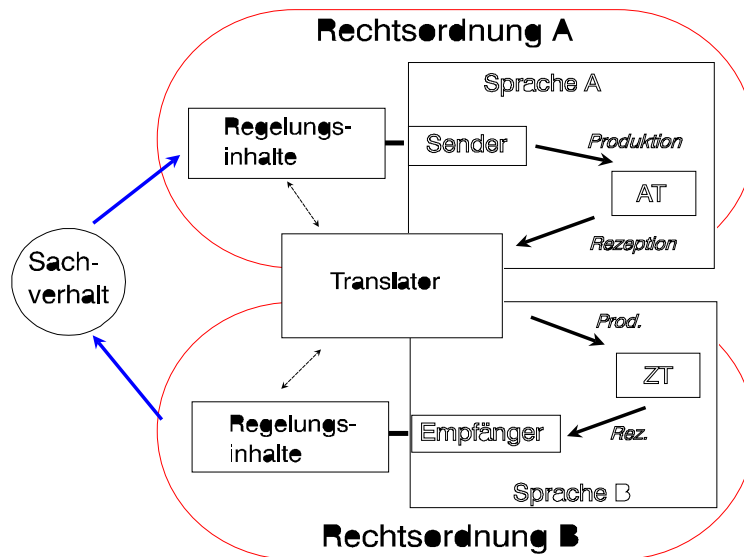 Rechtsordnung A
Sprache A
Regelungs-
inhalte
Sender
Produktion
AT
Rezeption
Sach-
verhalt
Translator
Prod.
ZT
Regelungs-
inhalte
Empfänger
Rez.
Sprache B
Rechtsordnung B